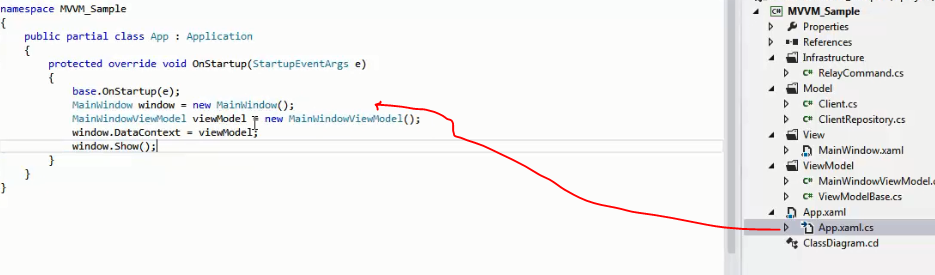 namespace MVVM_Sample
{
public partial class App : Application
{
protected override void OnStartup(StartupEventArgs e)
{
base.OnStartup(e);
MainWindow window = new MainWindow();
MainWindowViewModel viewModel = new MainWindowViewModel();
window.DataContext = viewModel;
window.Show();
}
}
}
C# MVVM_Sample
Properties
References
Infrastructure
C# RelayCommand.cs
Model
C# Client.cs
C# ClientRepository.cs
View
MainWindow.xaml
ViewModel
C# MainWindowViewModel.
C# ViewModelBase.cs
App.xaml
App.xaml.cs
ClassDiagram.cd